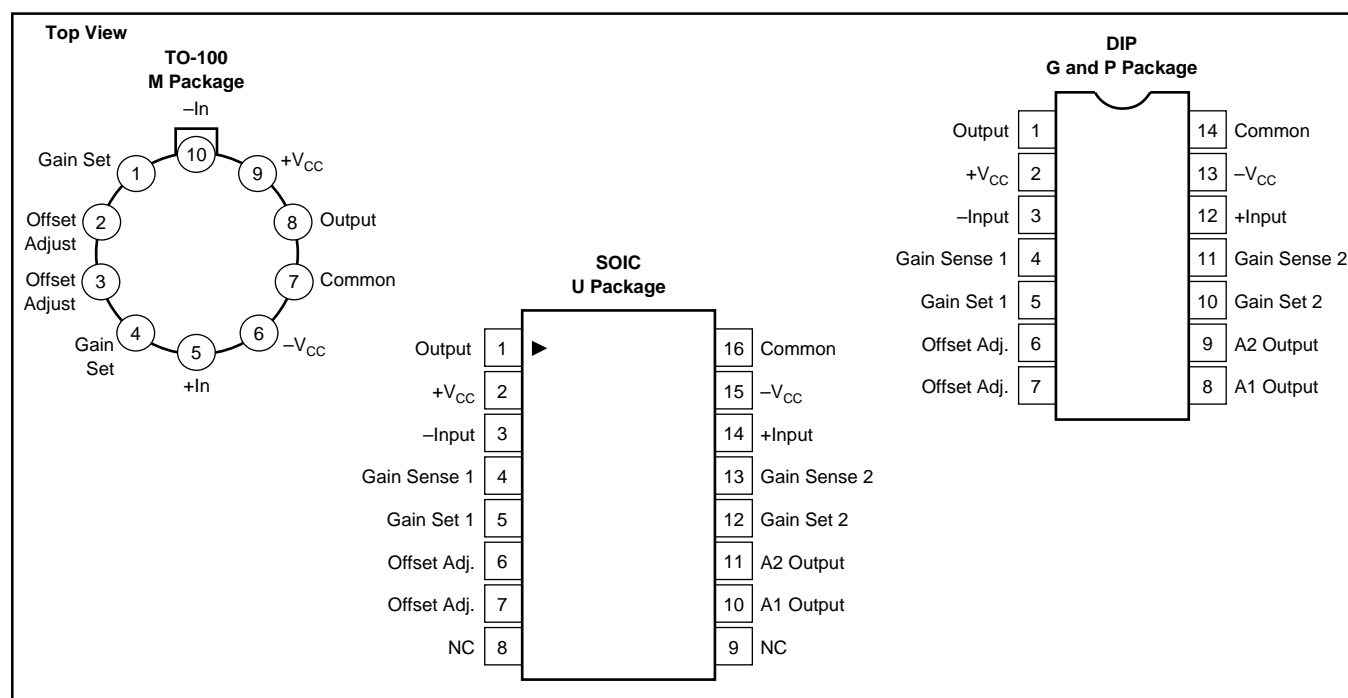 Top View
TO-100
M Package
–In
10
Gain Set
1
9
+VCC
Offset
Adjust
2
8
Output
Offset
Adjust
3
7
Common
Gain
Set
4
5
6
–VCC
+In
SOIC
U Package
Output 1
16 Common
+VCC 2
15 –VCC
–Input 3
14 +Input
Gain Sense 1 4
13 Gain Sense 2
Gain Set 1 5
12 Gain Set 2
Offset Adj. 6
11 A2 Output
Offset Adj. 7
10 A1 Output
NC 8
9 NC
DIP
G and P Package
Output 1
14 Common
+VCC 2
13 –VCC
–Input 3
12 +Input
Gain Sense 1 4
11 Gain Sense 2
Gain Set 1 5
10 Gain Set 2
Offset Adj. 6
9 A2 Output
Offset Adj. 7
8 A1 Output